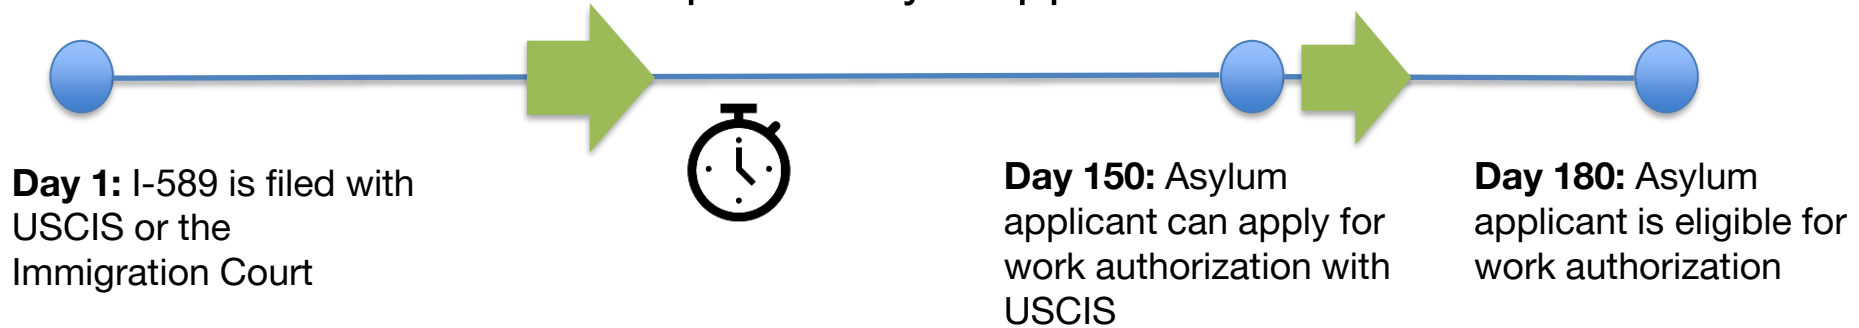 Day 1: I-589 is filed with
USCIS or the
Immigration Court
Day 150: Asylum
applicant can apply for
work authorization with
USCIS
Day 180: Asylum
applicant is eligible for
work authorization